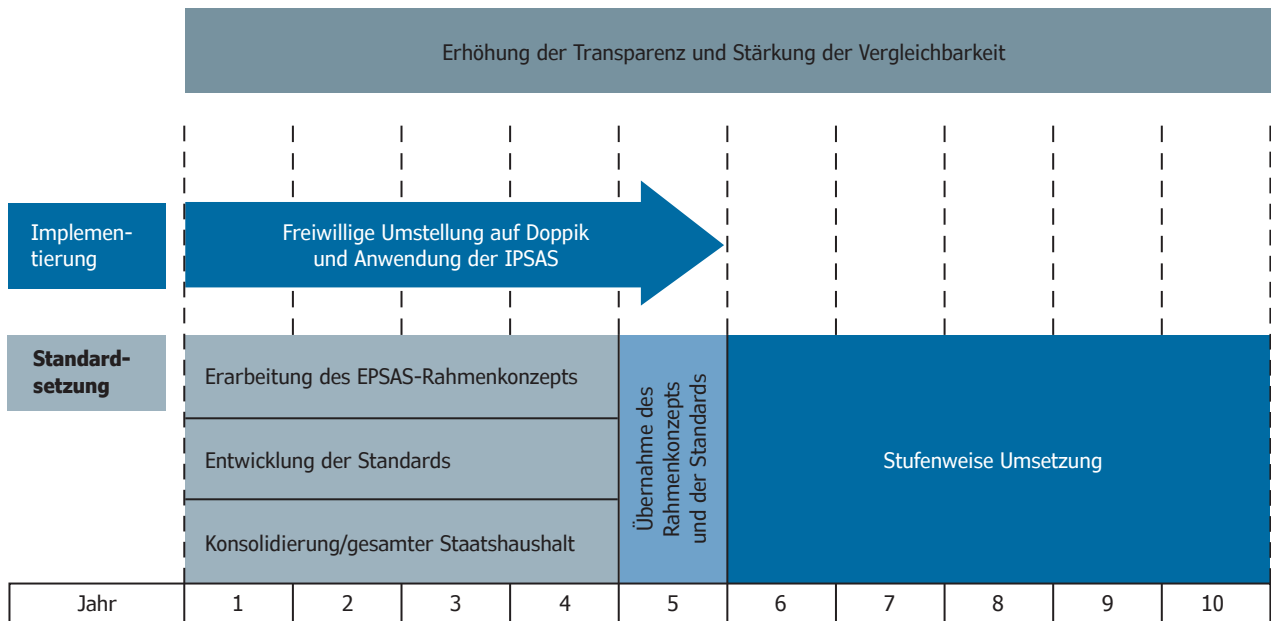 Erhöhung der Transparenz und Stärkung der Vergleichbarkeit
Implemen-
tierung
Freiwillige Umstellung auf Doppik
und Anwendung der IPSAS
Standard-
setzung
Erarbeitung des EPSAS-Rahmenkonzepts
Entwicklung der Standards
Konsolidierung/gesamter Staatshaushalt
Übernahme des
Rahmenkonzepts
und der Standards
Stufenweise Umsetzung
Jahr 1 2 3 4 5 6 7 8 9 10